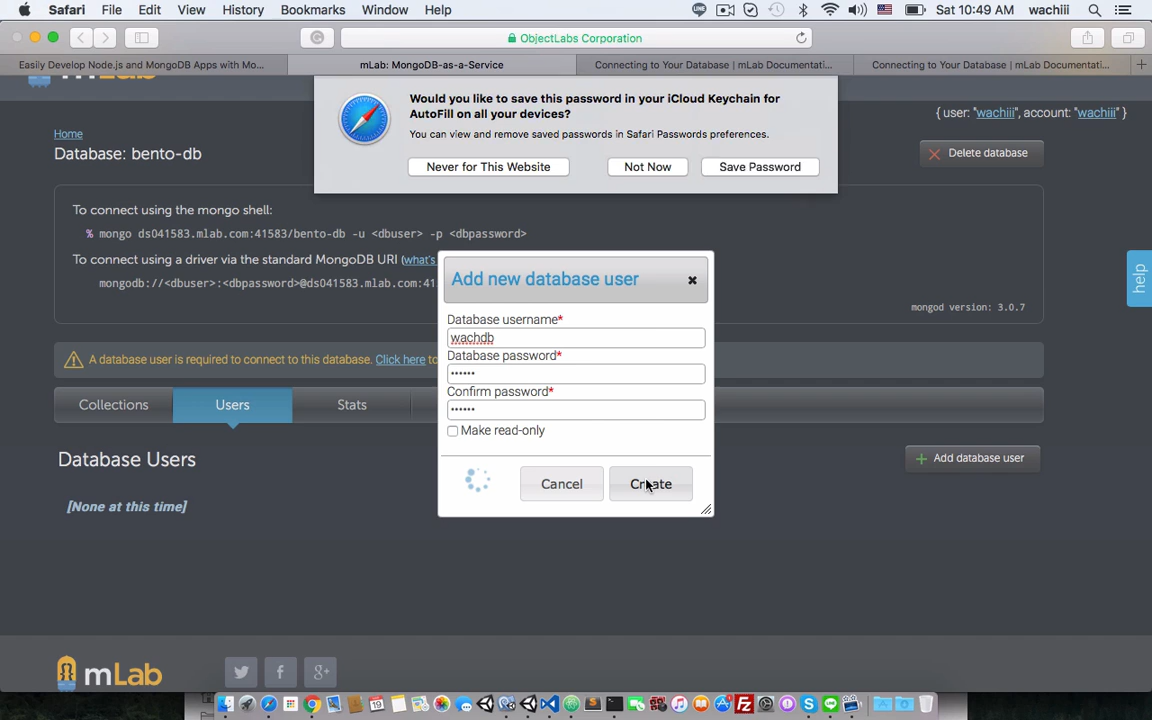 Safari File Edit View History Bookmarks Window Help
Sat 10:49 AM wachiii
ObjectLabs Corporation
Easily Develop Node.js and MongoDB Apps with Mo...
mLab: MongoDB-as-a-Service
Connecting to Your Database | mLab Documentati...
Connecting to Your Database | mLab Documentati...
Would you like to save this password in your iCloud Keychain for
AutoFill on all your devices?
You can view and remove saved passwords in Safari Passwords preferences.
Never for This Website
Not Now
Save Password
{ user: "wachiii", account: "wachiii" }
Home
Database: bento-db
Delete database
To connect using the mongo shell:
% mongo ds041583.mlab.com:41583/bento-db -u <dbuser> -p <dbpassword>
To connect using a driver via the standard MongoDB URI (what's
mongodb://<dbuser>:<dbpassword>@ds041583.mlab.com:41
mongod version: 3.0.7
help
A database user is required to connect to this database. Click here to
Collections
Users
Stats
Database Users
Add database user
[None at this time]
Add new database user
Database username*
wachdb
Database password*
••••••
Confirm password*
••••••
Make read-only
Cancel
Create
mLab